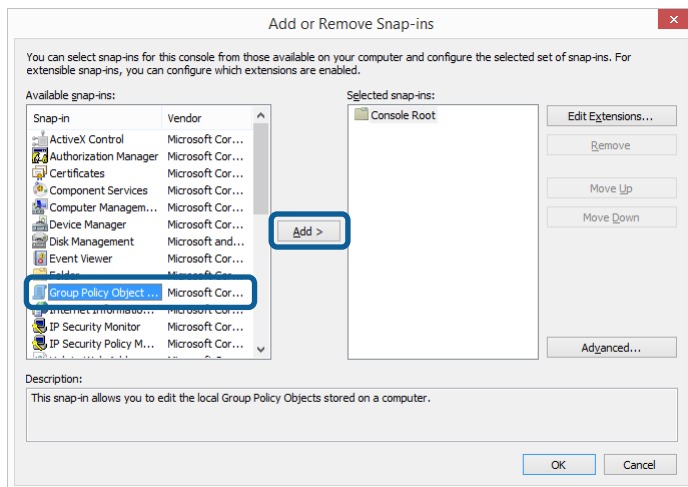 Add or Remove Snap-ins
You can select snap-ins for this console from those available on your computer and configure the selected set of snap-ins. For
extensible snap-ins, you can configure which extensions are enabled.
Available snap-ins:
Snap-in Vendor
ActiveX Control Microsoft Cor...
Authorization Manager Microsoft Cor...
Certificates Microsoft Cor...
Component Services Microsoft Cor...
Computer Managem... Microsoft Cor...
Device Manager Microsoft Cor...
Disk Management Microsoft and...
Event Viewer Microsoft Cor...
Folder Microsoft Cor...
Group Policy Object ... Microsoft Cor...
Internet Informatio... Microsoft Cor...
IP Security Monitor Microsoft Cor...
IP Security Policy M... Microsoft Cor...
Add >
Selected snap-ins:
Console Root
Edit Extensions...
Remove
Move Up
Move Down
Advanced...
Description:
This snap-in allows you to edit the local Group Policy Objects stored on a computer.
OK
Cancel